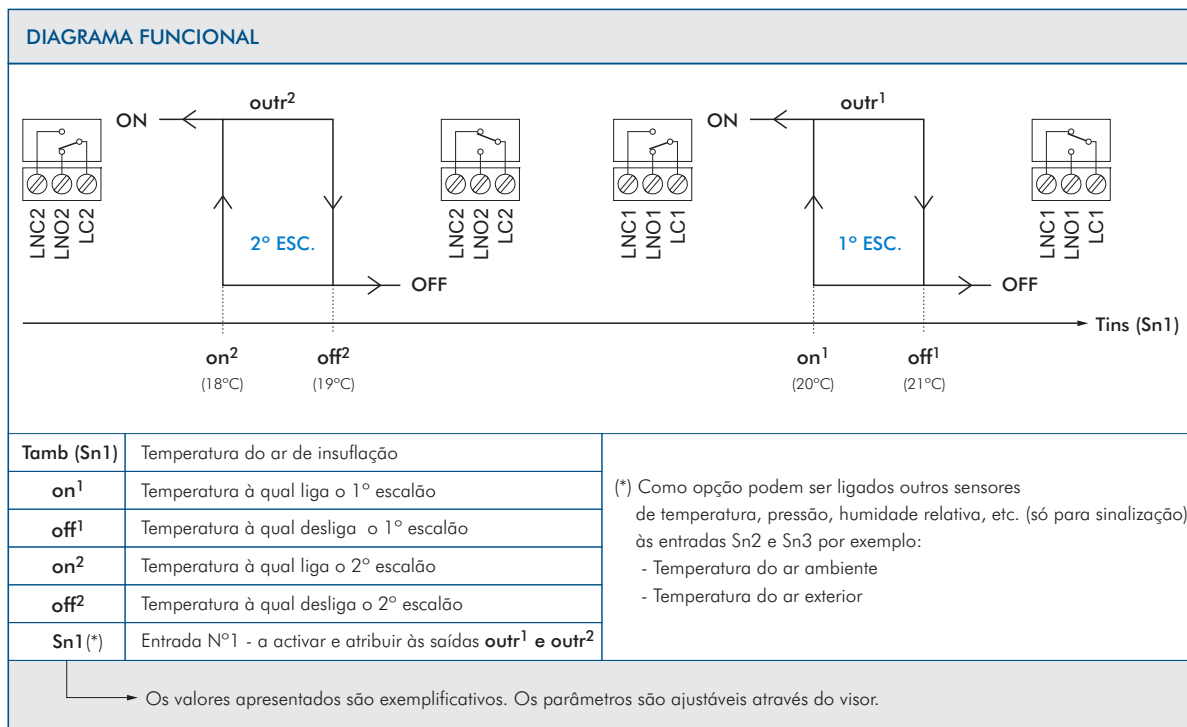 DIAGRAMA FUNCIONAL
outr²
outr¹
ON
ON
LNC2
LNO2
LC2
LNC2
LNO2
LC2
LNC1
LNO1
LC1
LNC1
LNO1
LC1
2º ESC.
1º ESC.
OFF
OFF
Tins (Sn1)
on²
off²
on¹
off¹
(18ºC)
(19ºC)
(20ºC)
(21ºC)
Tamb (Sn1) Temperatura do ar de insuflação
on¹ Temperatura à qual liga o 1º escalão
off¹ Temperatura à qual desliga o 1º escalão
on² Temperatura à qual liga o 2º escalão
off² Temperatura à qual desliga o 2º escalão
Sn1(*) Entrada Nº1 - a activar e atribuir às saídas outr¹ e outr²
(*) Como opção podem ser ligados outros sensores
de temperatura, pressão, humidade relativa, etc. (só para sinalização)
às entradas Sn2 e Sn3 por exemplo:
- Temperatura do ar ambiente
- Temperatura do ar exterior
Os valores apresentados são exemplificativos. Os parâmetros são ajustáveis através do visor.